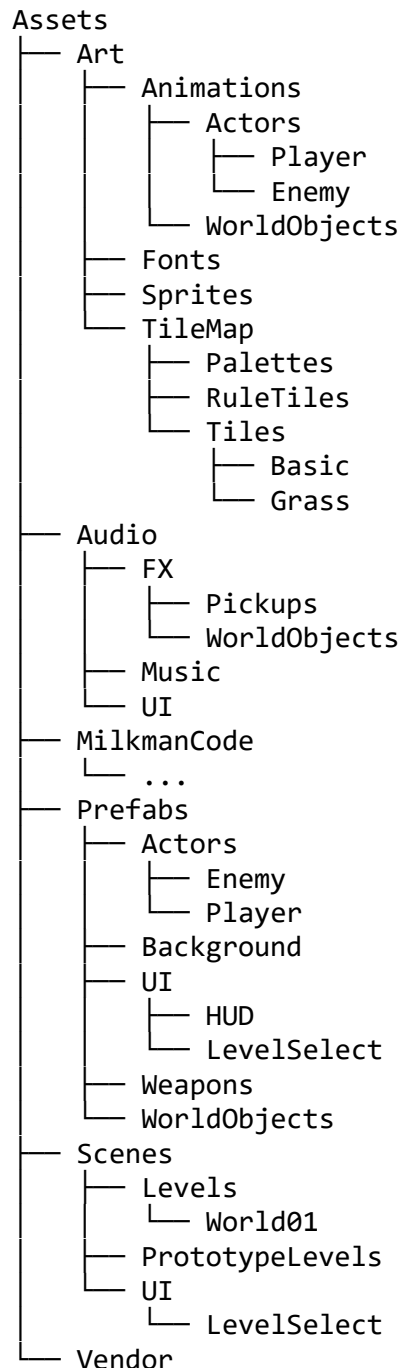 Assets
├── Art
│   ├── Animations
│   │   ├── Actors
│   │   │   ├── Player
│   │   │   └── Enemy
│   │   └── WorldObjects
│   ├── Fonts
│   ├── Sprites
│   └── TileMap
│       ├── Palettes
│       ├── RuleTiles
│       └── Tiles
│           ├── Basic
│           └── Grass
├── Audio
│   ├── FX
│   │   ├── Pickups
│   │   └── WorldObjects
│   ├── Music
│   └── UI
├── MilkmanCode
│   └── ...
├── Prefabs
│   ├── Actors
│   │   ├── Enemy
│   │   └── Player
│   ├── Background
│   ├── UI
│   │   ├── HUD
│   │   └── LevelSelect
│   ├── Weapons
│   └── WorldObjects
├── Scenes
│   ├── Levels
│   │   └── World01
│   ├── PrototypeLevels
│   └── UI
│       └── LevelSelect
└── Vendor